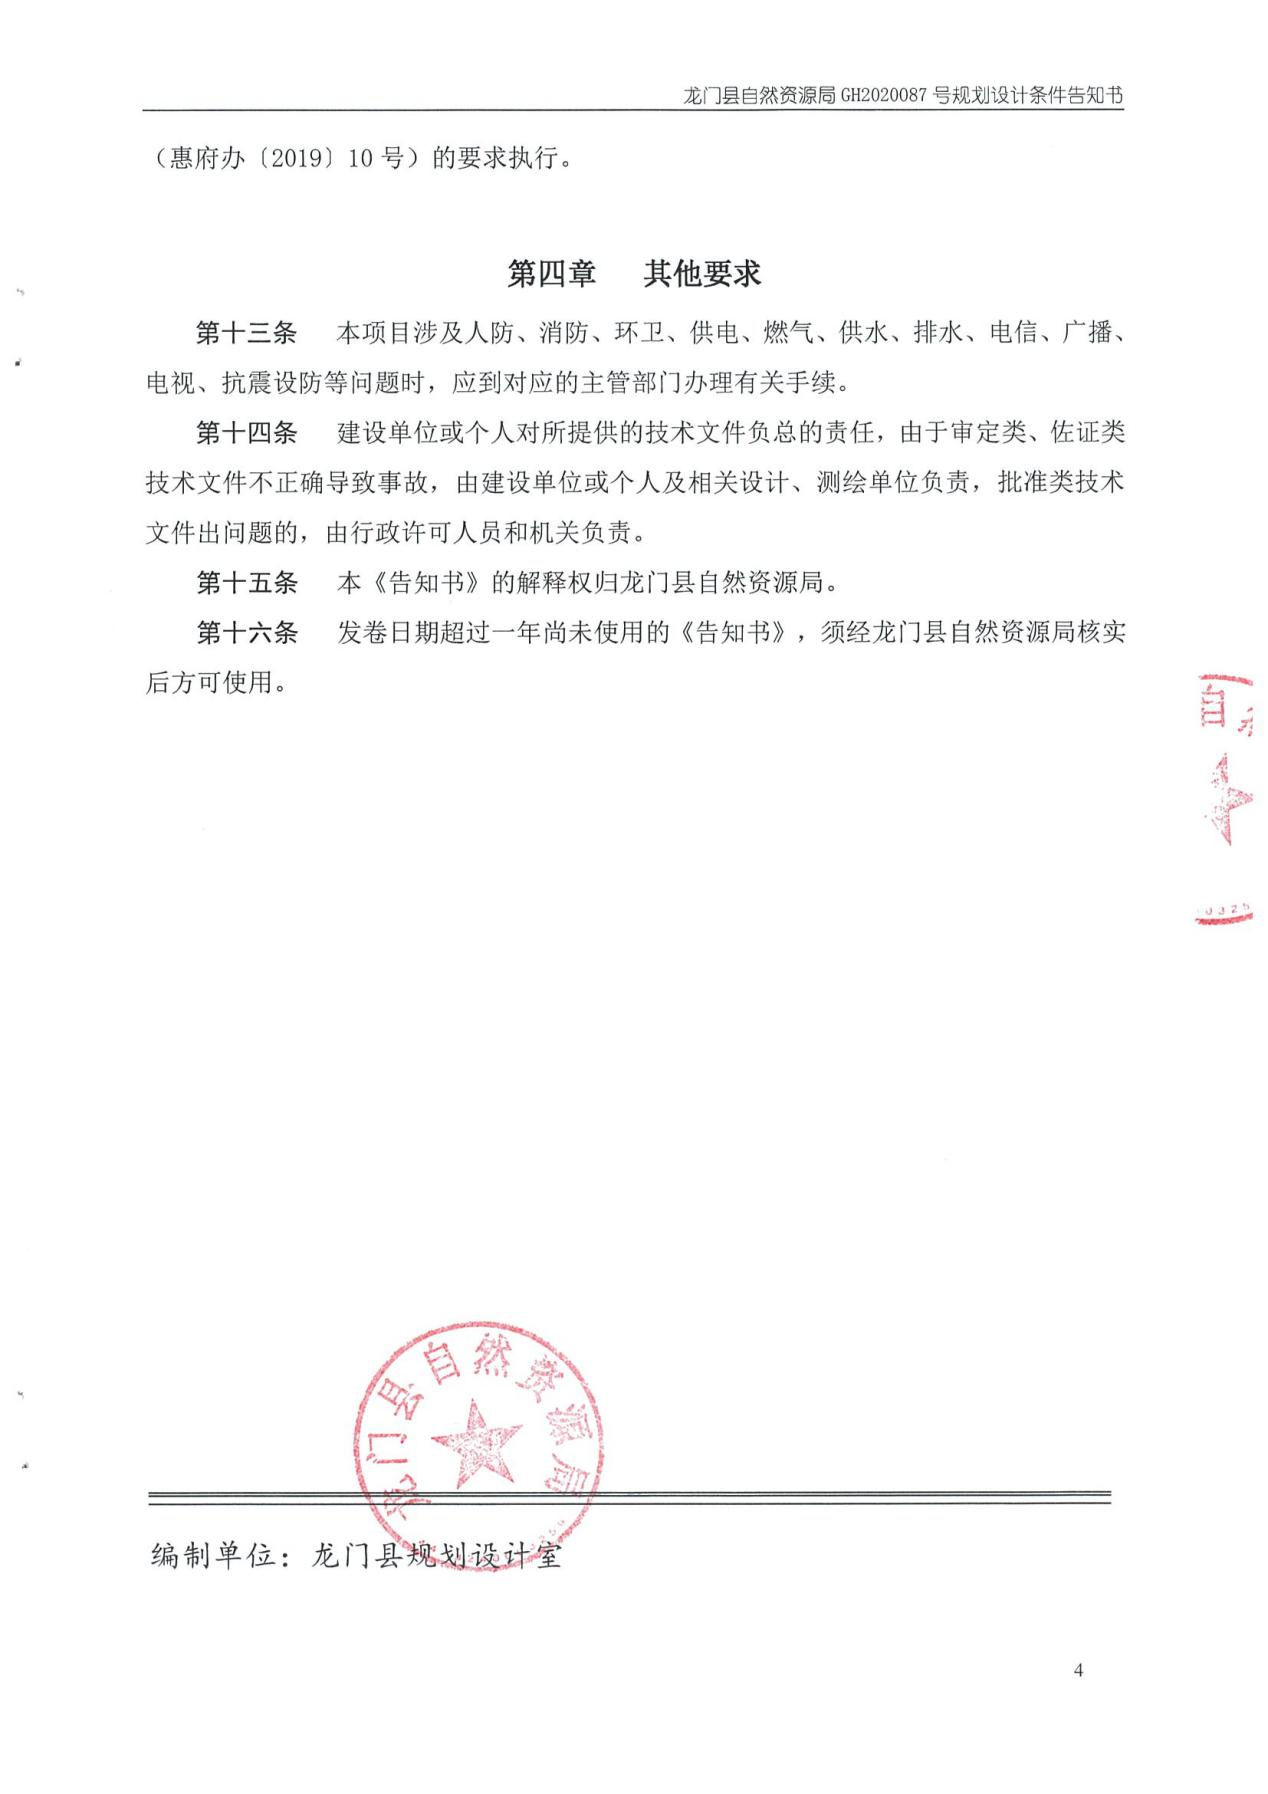 龙门县自然资源局 GH2020087 号规划设计条件告知书
（惠府办〔2019〕10 号）的要求执行。
第四章 其他要求
第十三条 本项目涉及人防、消防、环卫、供电、燃气、供水、排水、电信、广播、
电视、抗震设防等问题时，应到对应的主管部门办理有关手续。
第十四条 建设单位或个人对所提供的技术文件负总的责任，由于审定类、佐证类
技术文件不正确导致事故，由建设单位或个人及相关设计、测绘单位负责，批准类技术
文件出问题的，由行政许可人员和机关负责。
第十五条 本《告知书》的解释权归龙门县自然资源局。
第十六条 发卷日期超过一年尚未使用的《告知书》，须经龙门县自然资源局核实
后方可使用。
自
0325
龙门县自然资源局
编制单位：龙门县规划设计室
4